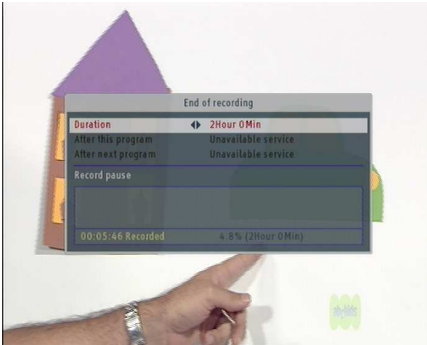 End of recording
Duration 2Hour 0Min
After this program Unavailable service
After next program Unavailable service
Record pause
00:05:46 Recorded 4.8% (2Hour 0Min)